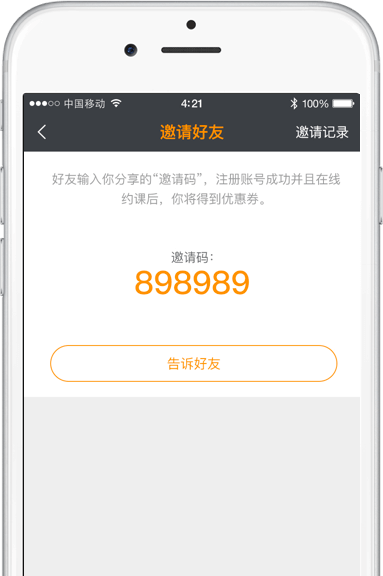 中国移动 4:21 100%
邀请好友 邀请记录
好友输入你分享的“邀请码”，注册账号成功并且在线
约课后，你将得到优惠券。
邀请码：
898989
告诉好友